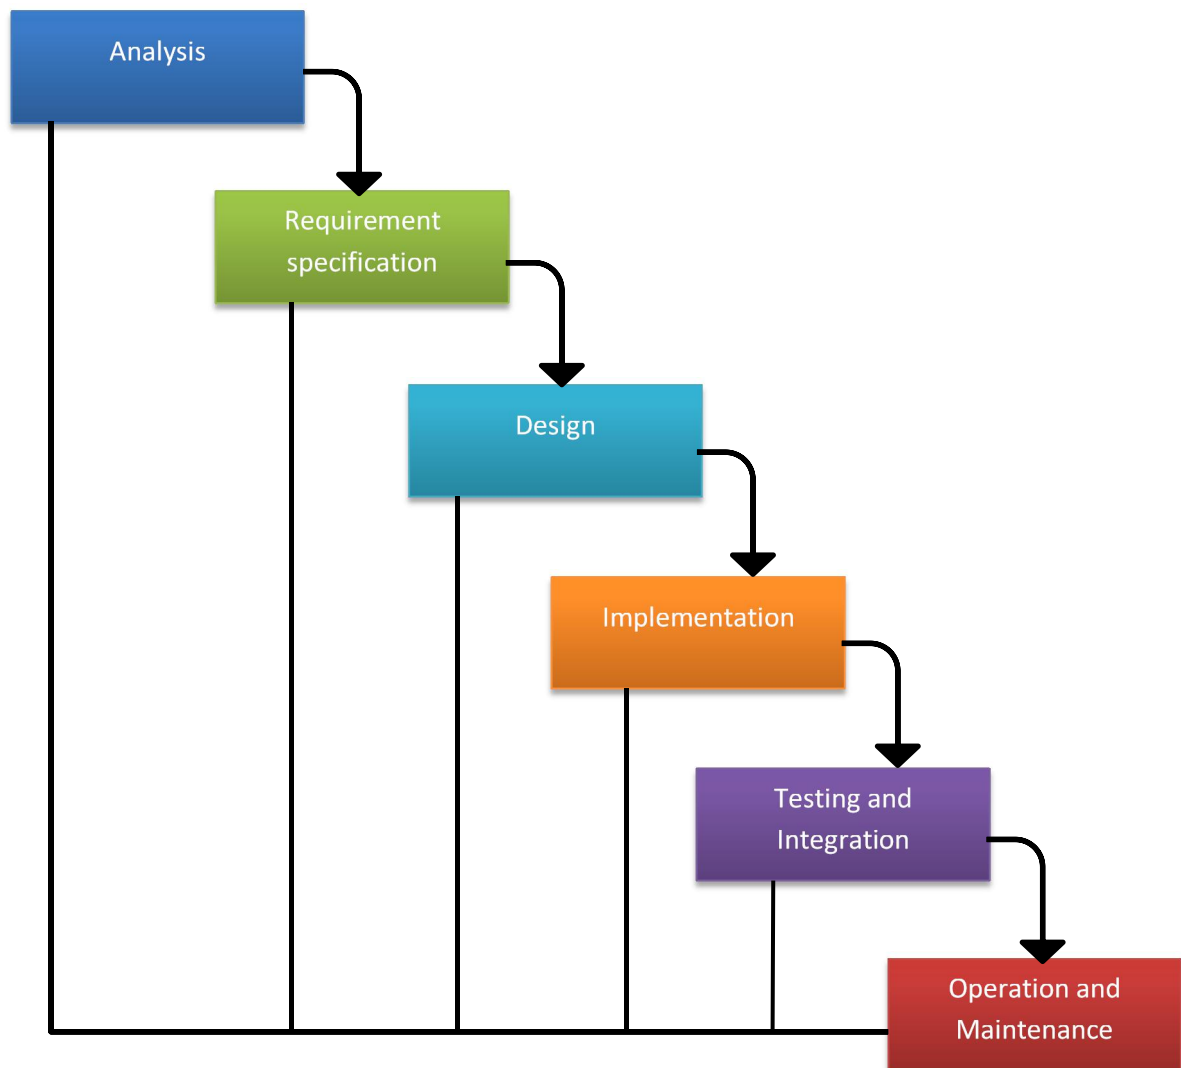 Analysis
Requirement
specification
Design
Implementation
Testing and
Integration
Operation and
Maintenance